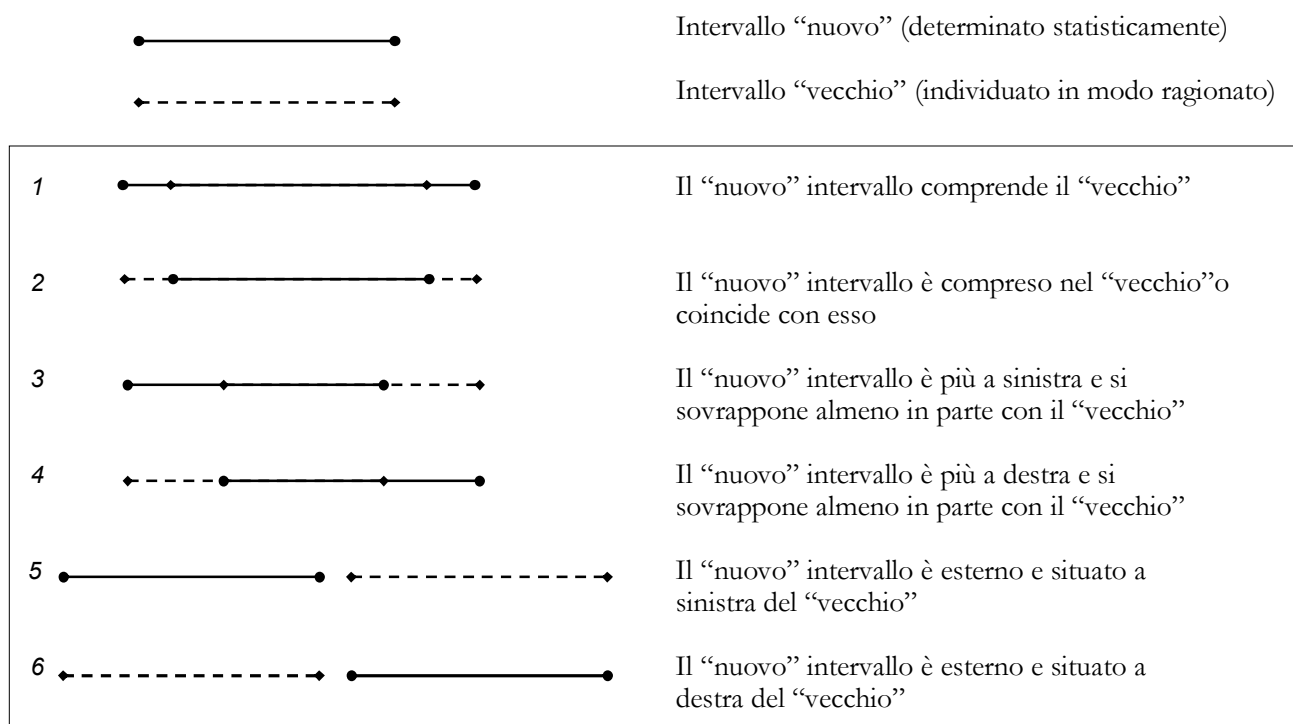 Intervallo “nuovo” (determinato statisticamente)
Intervallo “vecchio” (individuato in modo ragionato)
1 Il “nuovo” intervallo comprende il “vecchio”
2 Il “nuovo” intervallo è compreso nel “vecchio”o
coincide con esso
3 Il “nuovo” intervallo è più a sinistra e si
sovrappone almeno in parte con il “vecchio”
4 Il “nuovo” intervallo è più a destra e si
sovrappone almeno in parte con il “vecchio”
5 Il “nuovo” intervallo è esterno e situato a
sinistra del “vecchio”
6 Il “nuovo” intervallo è esterno e situato a
destra del “vecchio”